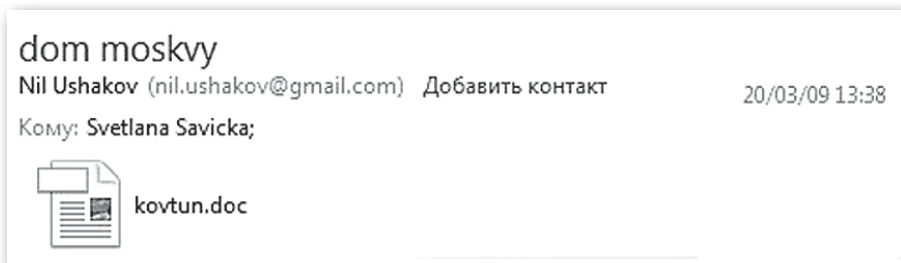 dom moskvy
Nil Ushakov (nil.ushakov@gmail.com) Добавить контакт
20/03/09 13:38
Кому: Svetlana Savicka;
kovtun.doc